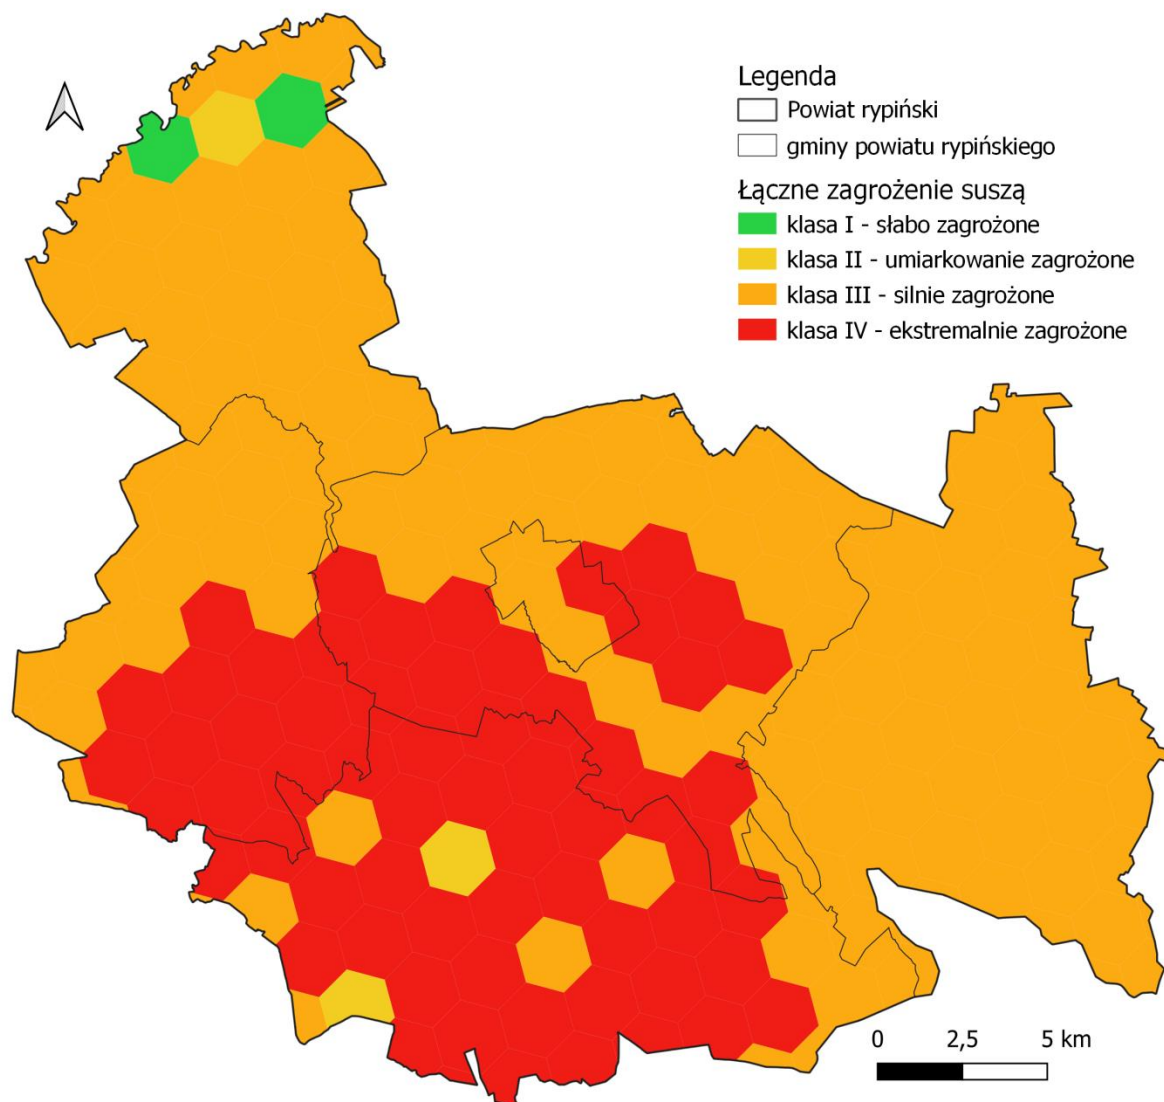 Legenda
Powiat rypiński
gminy powiatu rypińskiego
Łączne zagrożenie suszą
klasa I - słabo zagrożone
klasa II - umiarkowanie zagrożone
klasa III - silnie zagrożone
klasa IV - ekstremalnie zagrożone
0 2,5 5 km